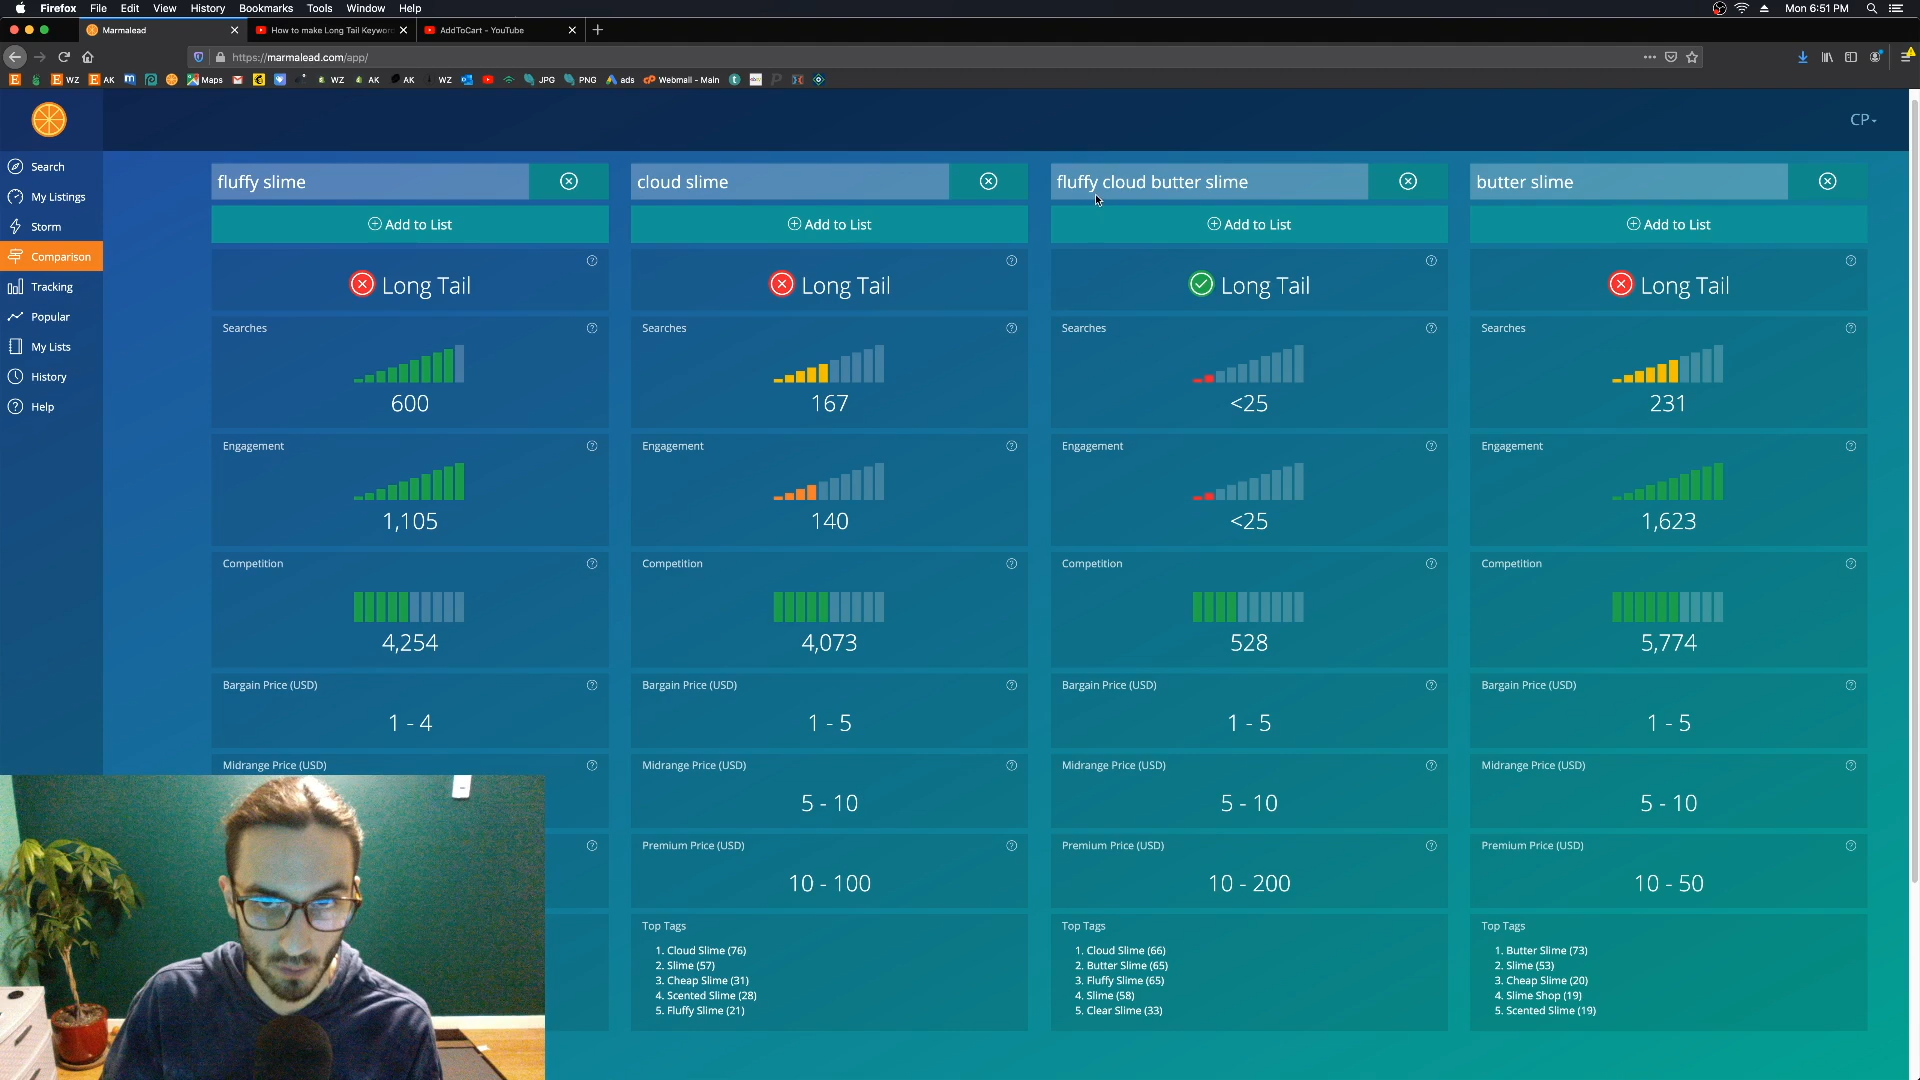 Firefox File Edit View History Bookmarks Tools Window Help Mon 6:51 PM
Marmalead How to make Long Tail Keywor AddToCart - YouTube
https://marmalead.com/app/
WZ AK Maps WZ AK AK WZ JPG PNG ads Webmail - Main
CP
Search
My Listings
Storm
Comparison
Tracking
Popular
My Lists
History
Help
fluffy slime
Add to List
Long Tail
Searches
600
Engagement
1,105
Competition
4,254
Bargain Price (USD)
1 - 4
Midrange Price (USD)
cloud slime
Add to List
Long Tail
Searches
167
Engagement
140
Competition
4,073
Bargain Price (USD)
1 - 5
Midrange Price (USD)
5 - 10
Premium Price (USD)
10 - 100
Top Tags
1. Cloud Slime (76)
2. Slime (57)
3. Cheap Slime (31)
4. Scented Slime (28)
5. Fluffy Slime (21)
fluffy cloud butter slime
Add to List
Long Tail
Searches
<25
Engagement
<25
Competition
528
Bargain Price (USD)
1 - 5
Midrange Price (USD)
5 - 10
Premium Price (USD)
10 - 200
Top Tags
1. Cloud Slime (66)
2. Butter Slime (65)
3. Fluffy Slime (65)
4. Slime (58)
5. Clear Slime (33)
butter slime
Add to List
Long Tail
Searches
231
Engagement
1,623
Competition
5,774
Bargain Price (USD)
1 - 5
Midrange Price (USD)
5 - 10
Premium Price (USD)
10 - 50
Top Tags
1. Butter Slime (73)
2. Slime (53)
3. Cheap Slime (20)
4. Slime Shop (19)
5. Scented Slime (19)